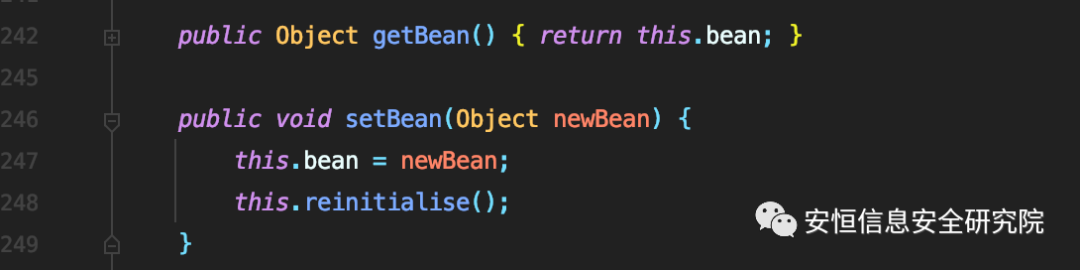 242 public Object getBean() { return this.bean; }
245
246 public void setBean(Object newBean) {
247 this.bean = newBean;
248 this.reinitialise();
249 }
安恒信息安全研究院